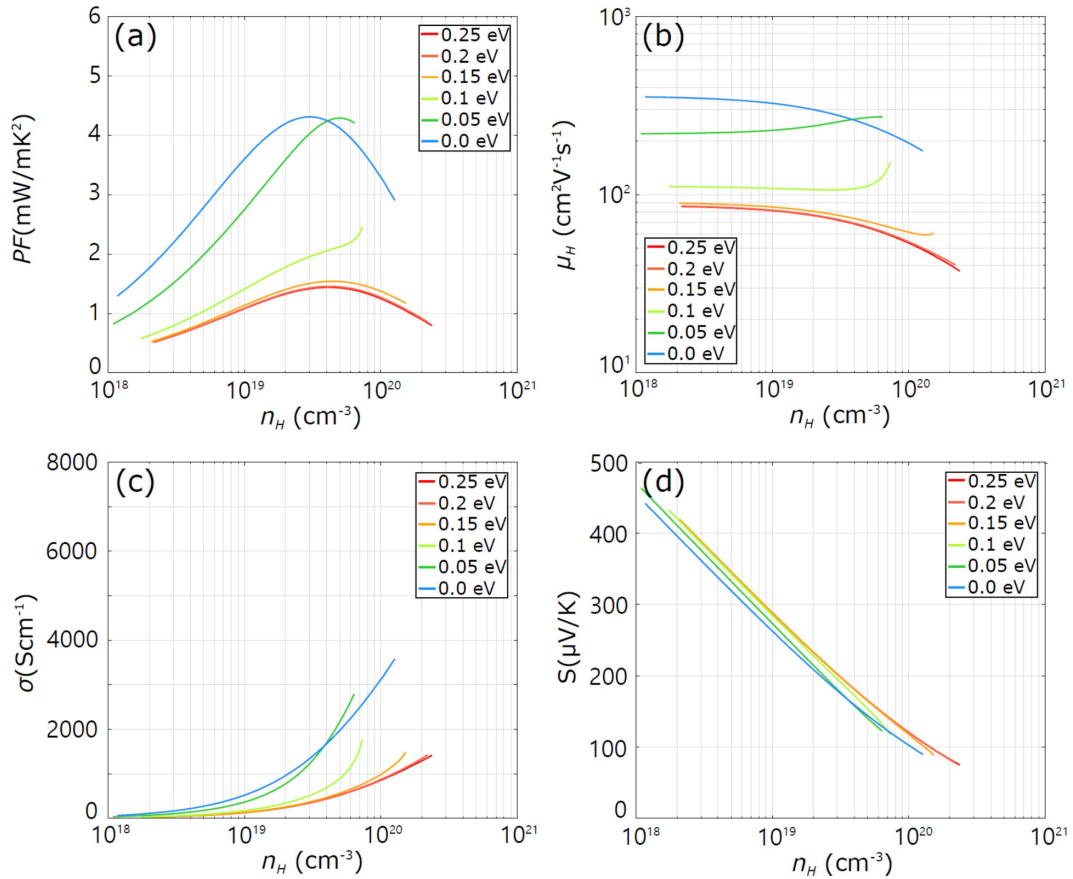 (a)
PF(mW/mK²)
6
5
4
3
2
1
0
0.25 eV
0.2 eV
0.15 eV
0.1 eV
0.05 eV
0.0 eV
10¹⁸
10¹⁹
10²⁰
10²¹
n_H (cm⁻³)
(b)
μ_H (cm²V⁻¹s⁻¹)
10³
10²
10¹
0.25 eV
0.2 eV
0.15 eV
0.1 eV
0.05 eV
0.0 eV
10¹⁸
10¹⁹
10²⁰
10²¹
n_H (cm⁻³)
(c)
σ(Scm⁻¹)
8000
6000
4000
2000
0
0.25 eV
0.2 eV
0.15 eV
0.1 eV
0.05 eV
0.0 eV
10¹⁸
10¹⁹
10²⁰
10²¹
n_H (cm⁻³)
(d)
S(μV/K)
500
400
300
200
100
0
0.25 eV
0.2 eV
0.15 eV
0.1 eV
0.05 eV
0.0 eV
10¹⁸
10¹⁹
10²⁰
10²¹
n_H (cm⁻³)